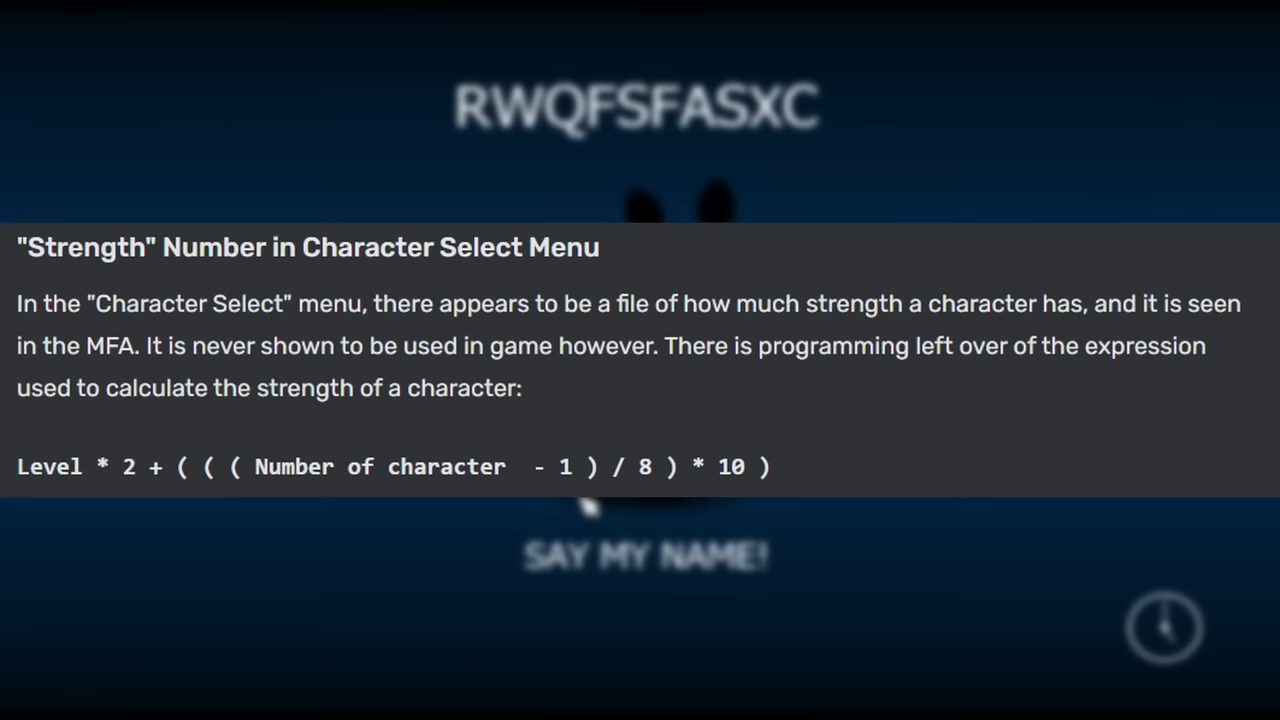 RWQFSFASXC
"Strength" Number in Character Select Menu
In the "Character Select" menu, there appears to be a file of how much strength a character has, and it is seen
in the MFA. It is never shown to be used in game however. There is programming left over of the expression
used to calculate the strength of a character:
Level * 2 + ( ( ( Number of character  - 1 ) / 8 ) * 10 )
SAY MY NAME!